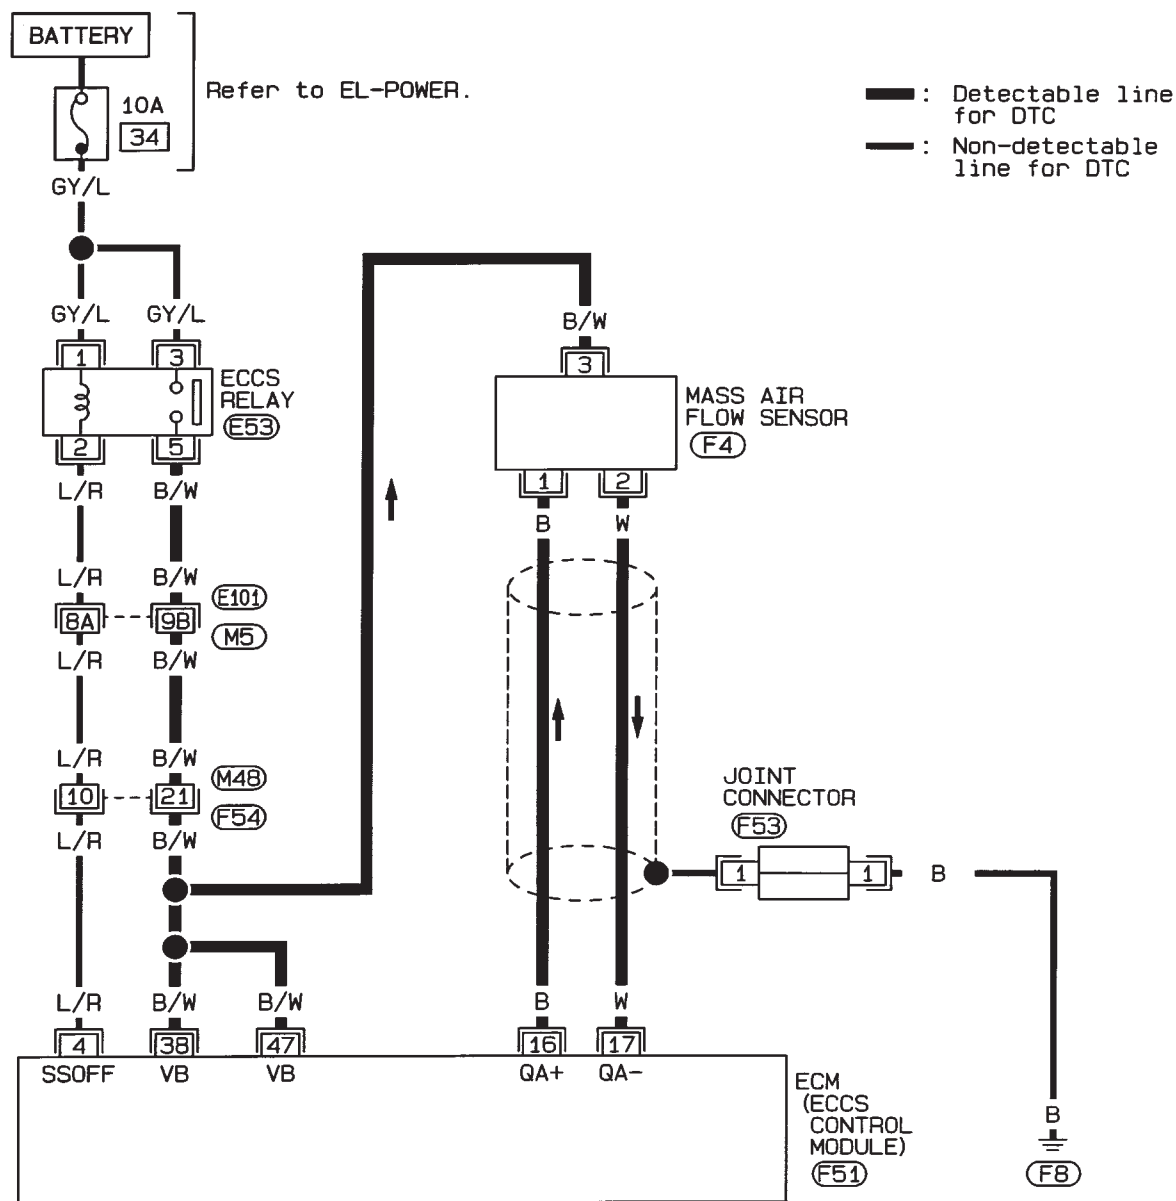 BATTERY
10A
34
Refer to EL-POWER.
: Detectable line
for DTC
: Non-detectable
line for DTC
GY/L
GY/L GY/L
B/W
1 3
3
ECCS
RELAY
E53
MASS AIR
FLOW SENSOR
F4
2 5
1 2
L/R B/W
B W
L/R B/W
E101
8A 9B
M5
L/R B/W
L/R B/W
M48
10 21
F54
L/R B/W
JOINT
CONNECTOR
F53
1 1 B
L/R B/W B/W B W
4 38 47 16 17
SSOFF VB VB QA+ QA-
ECM
(ECCS
CONTROL
MODULE)
F51
B
F8